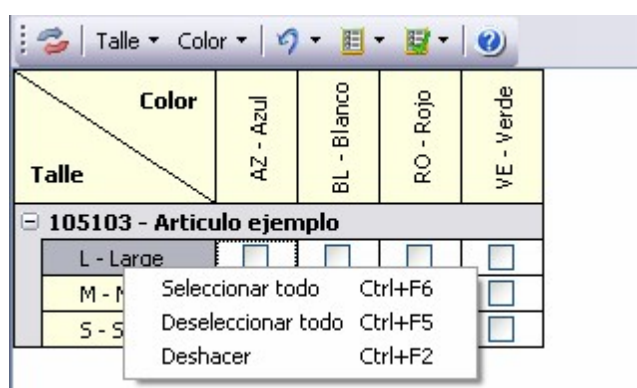 Talle Color
Color
Talle
AZ - Azul
BL - Blanco
RO - Rojo
VE - Verde
105103 - Articulo ejemplo
L - Large
M -
S - S
Seleccionar todo Ctrl+F6
Deseleccionar todo Ctrl+F5
Deshacer Ctrl+F2